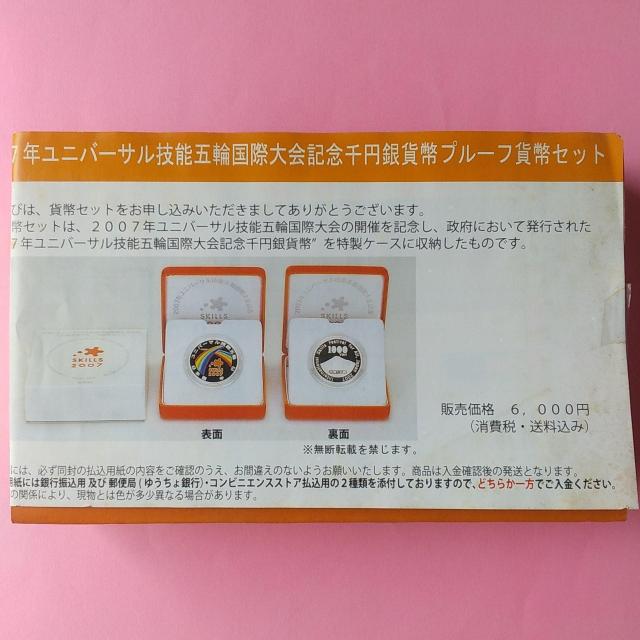 7年ユニバーサル技能五輪国際大会記念千円銀貨幣プルーフ貨幣セット
びは、貨幣セットをお申し込みいただきましてありがとうございます。
幣セットは、2007年ユニバーサル技能五輪国際大会の開催を記念し、政府において発行された
7年ユニバーサル技能五輪国際大会記念千円銀貨幣”を特製ケースに収納したものです。
SKILLS
2007
SKILLS
SKILLS
2007
SKILLS
1000
表面
裏面
販売価格 6,000円
(消費税・送料込み)
※無断転載を禁じます。
には、必ず同封の払込用紙の内容をご確認のうえ、お間違えのないようお願いいたします。商品は入金確認後の発送となります。
用紙には銀行振込用 及び 郵便局(ゆうちょ銀行)・コンビニエンスストア払込用の2種類を添付しておりますので、どちらか一方でご入金ください。
の関係により、現物とは色が多少異なる場合があります。